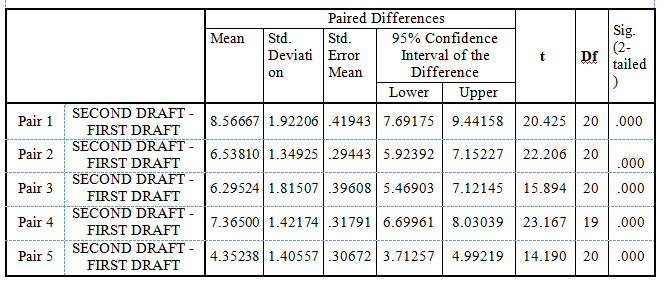 Paired Differences
Mean
Std.
Deviati
on
Std.
Error
Mean
95% Confidence
Interval of the
Difference
Lower Upper
t
Df
Sig.
(2-
tailed
)
Pair 1 SECOND DRAFT -
FIRST DRAFT 8.56667 1.92206 .41943 7.69175 9.44158 20.425 20 .000
Pair 2 SECOND DRAFT -
FIRST DRAFT 6.53810 1.34925 .29443 5.92392 7.15227 22.206 20 .000
Pair 3 SECOND DRAFT -
FIRST DRAFT 6.29524 1.81507 .39608 5.46903 7.12145 15.894 20 .000
Pair 4 SECOND DRAFT -
FIRST DRAFT 7.36500 1.42174 .31791 6.69961 8.03039 23.167 19 .000
Pair 5 SECOND DRAFT -
FIRST DRAFT 4.35238 1.40557 .30672 3.71257 4.99219 14.190 20 .000